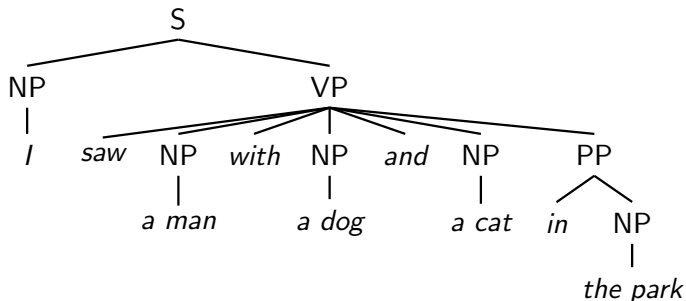 S
NP VP
I saw NP with NP and NP PP
a man a dog a cat in NP
the park